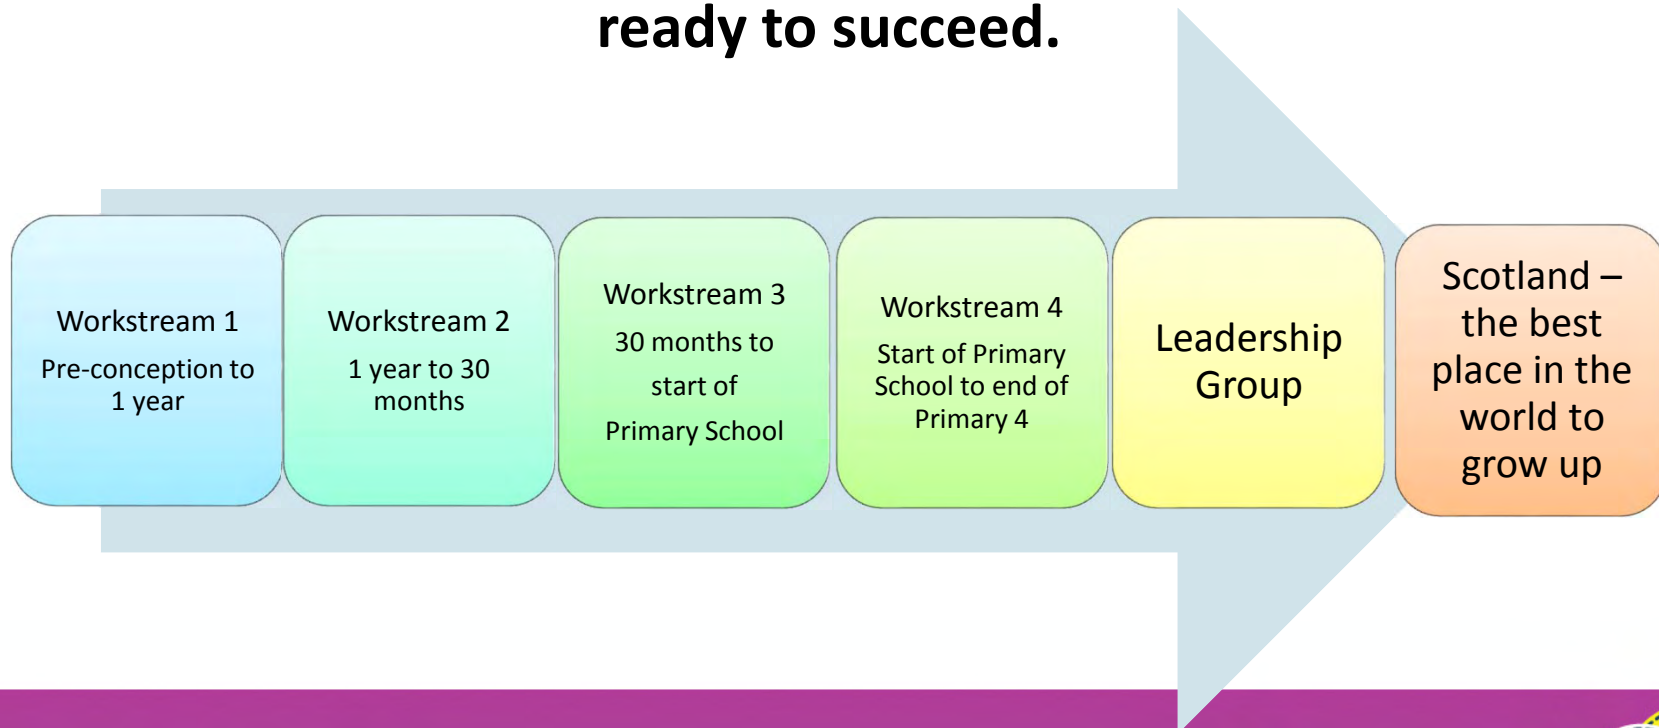 ready to succeed.
Workstream 1
Pre-conception to
1 year
Workstream 2
1 year to 30
months
Workstream 3
30 months to
start of
Primary School
Workstream 4
Start of Primary
School to end of
Primary 4
Leadership
Group
Scotland –
the best
place in the
world to
grow up